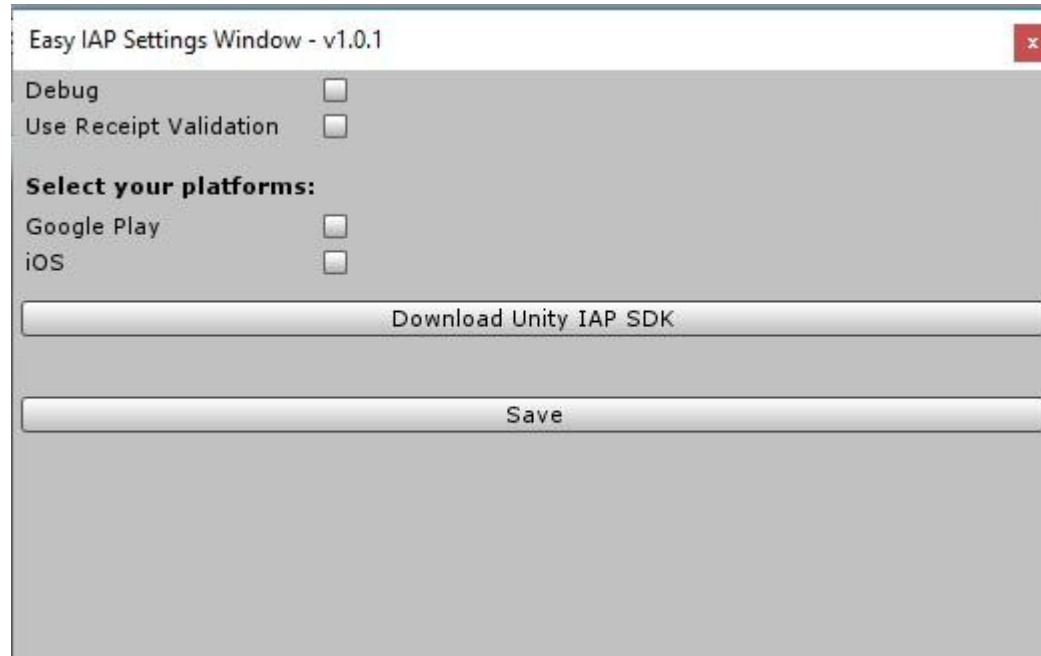 Easy IAP Settings Window - v1.0.1
x
Debug
Use Receipt Validation
Select your platforms:
Google Play
iOS
Download Unity IAP SDK
Save